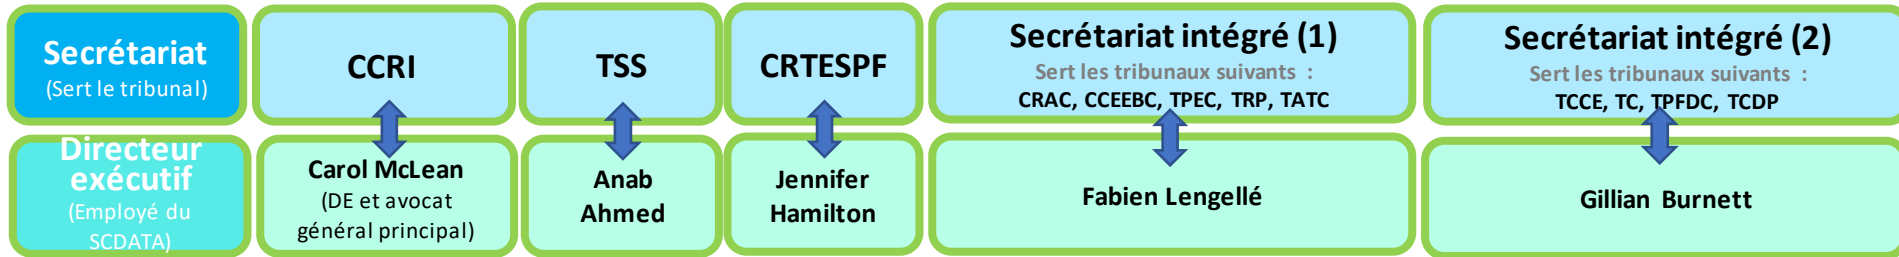 Secrétariat
(Sert le tribunal)
CCRI
TSS
CRTESPF
Secrétariat intégré (1)
Sert les tribunaux suivants :
CRAC, CCEEBC, TPEC, TRP, TATC
Secrétariat intégré (2)
Sert les tribunaux suivants :
TCCE, TC, TPFDC, TCDP
Directeur
exécutif
(Employé du
SCDATA)
Carol McLean
(DE et avocat
général principal)
Anab
Ahmed
Jennifer
Hamilton
Fabien Lengellé
Gillian Burnett